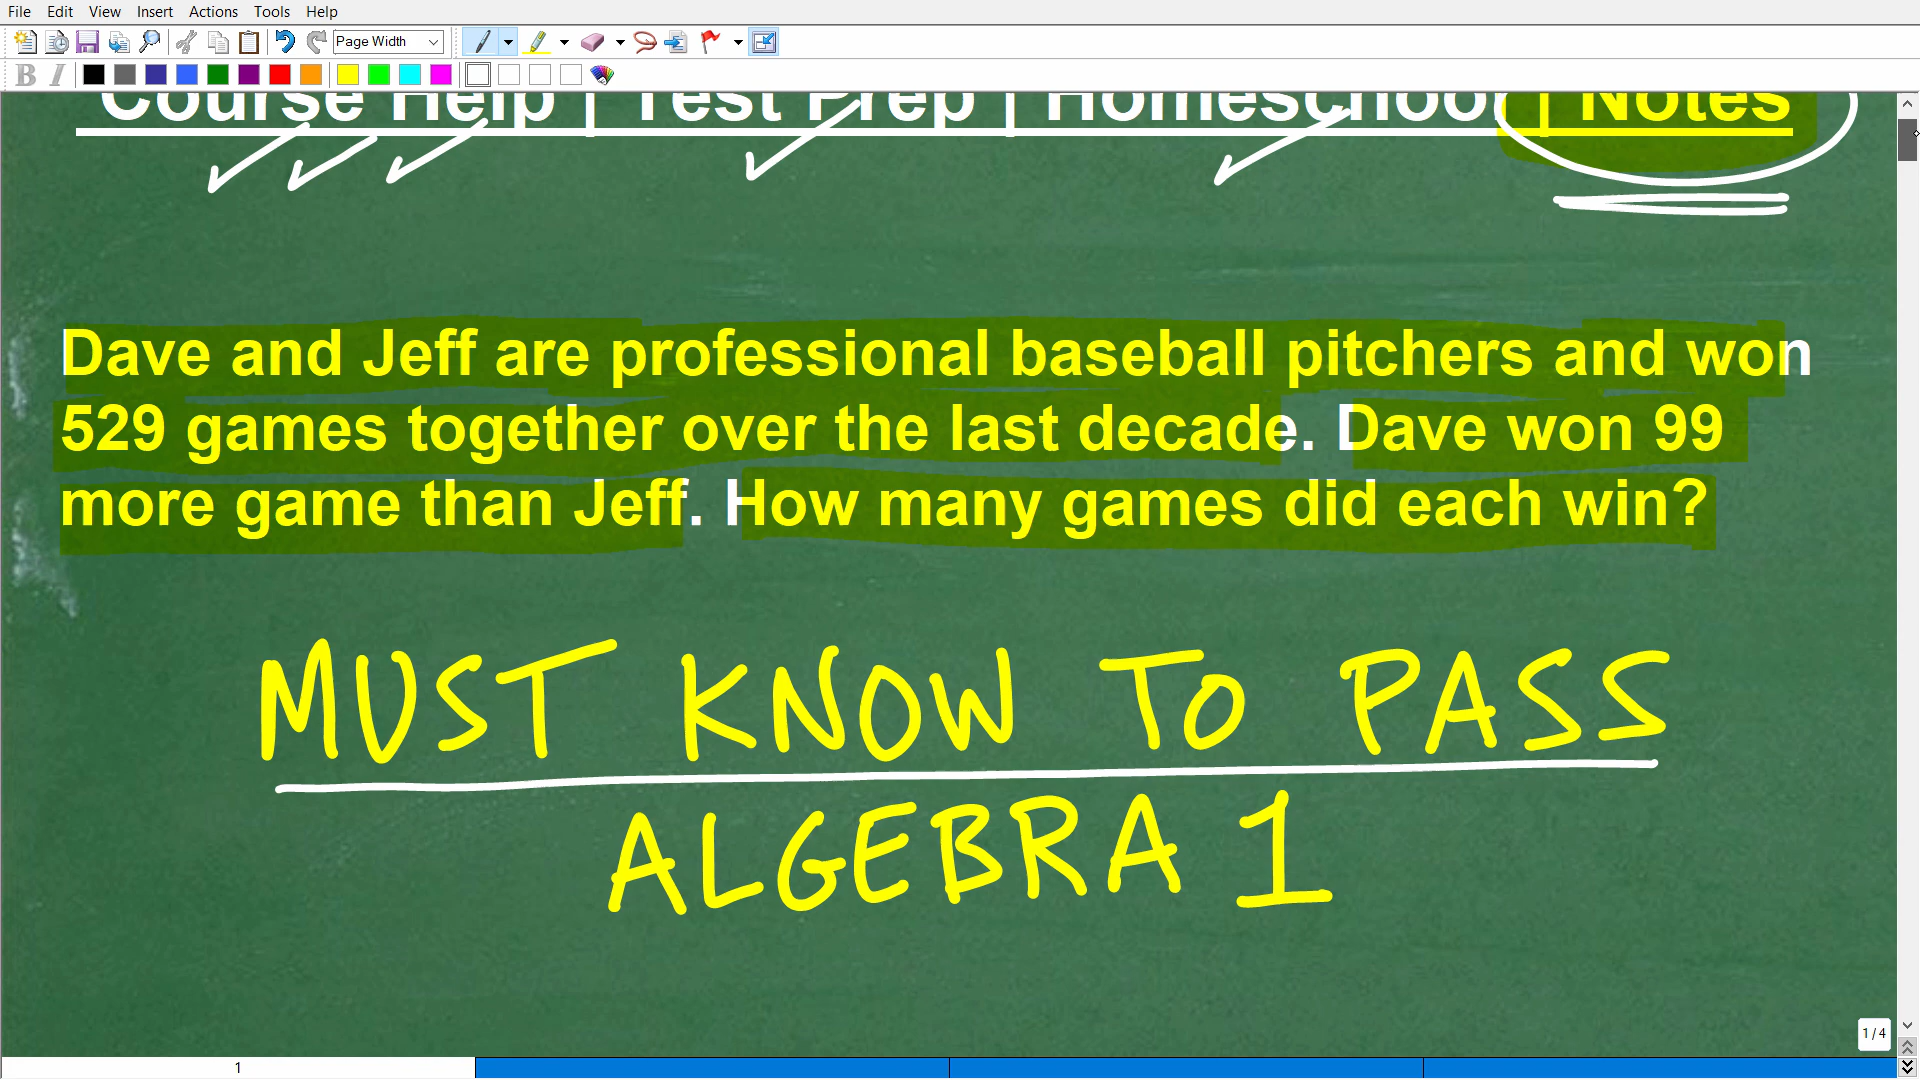 File Edit View Insert Actions Tools Help
Page Width
B I
Course Help | Test Prep | Homeschool | Notes
Dave and Jeff are professional baseball pitchers and won
529 games together over the last decade. Dave won 99
more game than Jeff. How many games did each win?
MUST KNOW TO PASS
ALGEBRA 1
1 / 4
1